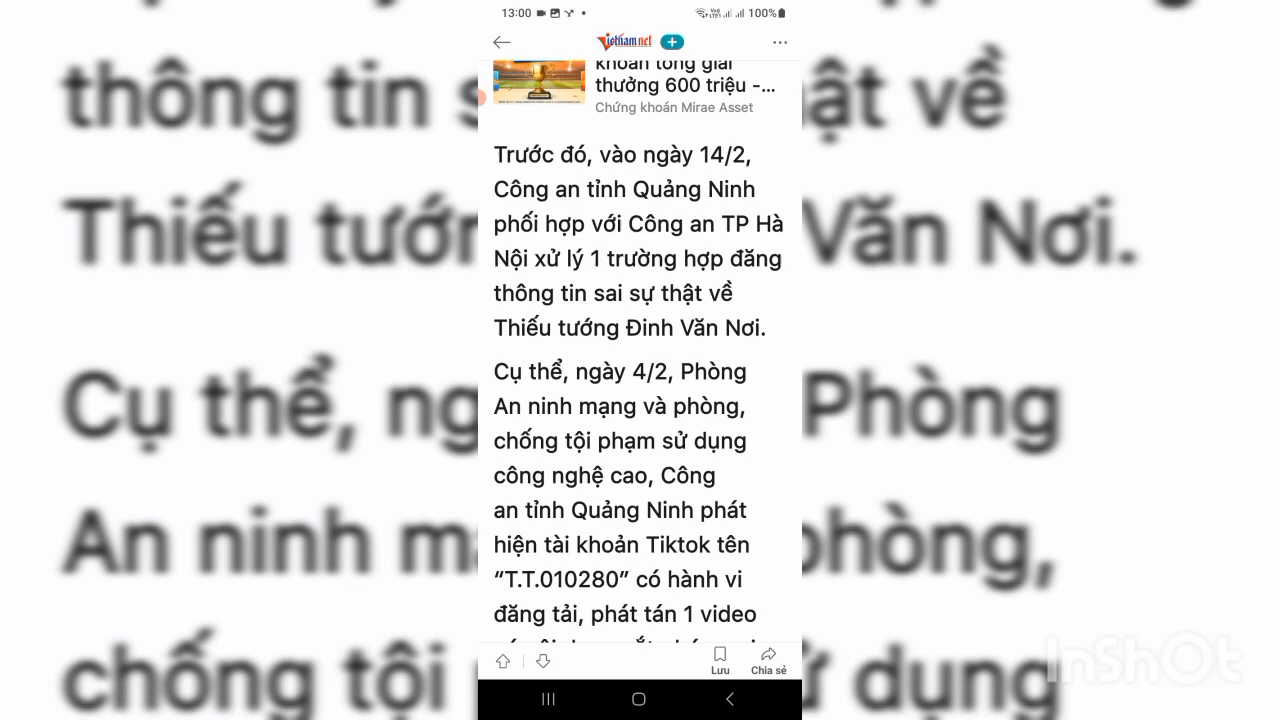 13:00
100%
Vietnamnet
khoán tổng giải
thưởng 600 triệu -...
Chứng khoán Mirae Asset
Trước đó, vào ngày 14/2,
Công an tỉnh Quảng Ninh
phối hợp với Công an TP Hà
Nội xử lý 1 trường hợp đăng
thông tin sai sự thật về
Thiếu tướng Đinh Văn Nơi.
Cụ thể, ngày 4/2, Phòng
An ninh mạng và phòng,
chống tội phạm sử dụng
công nghệ cao, Công
an tỉnh Quảng Ninh phát
hiện tài khoản Tiktok tên
“T.T.010280” có hành vi
đăng tải, phát tán 1 video
Lưu
Chia sẻ
InShOt